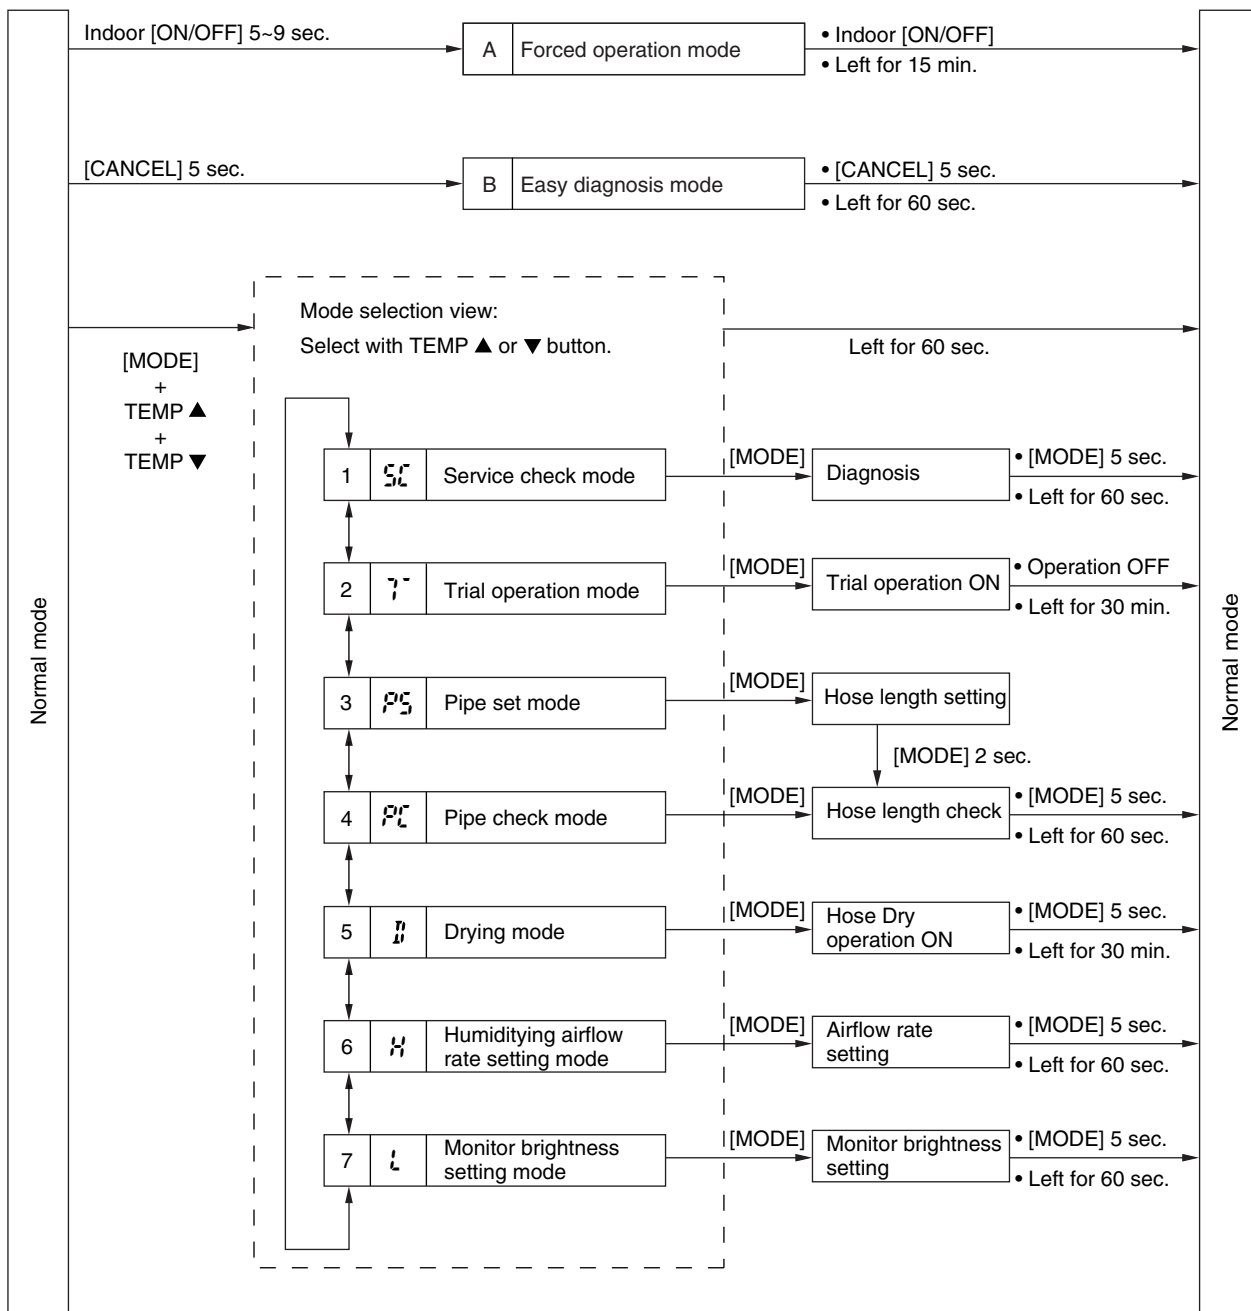 Indoor [ON/OFF] 5~9 sec.
A Forced operation mode
• Indoor [ON/OFF]
• Left for 15 min.
[CANCEL] 5 sec.
B Easy diagnosis mode
• [CANCEL] 5 sec.
• Left for 60 sec.
Mode selection view:
Select with TEMP ▲ or ▼ button.
Left for 60 sec.
[MODE]
+
TEMP ▲
+
TEMP ▼
1 SC Service check mode
[MODE]
Diagnosis
• [MODE] 5 sec.
• Left for 60 sec.
2 T Trial operation mode
[MODE]
Trial operation ON
• Operation OFF
• Left for 30 min.
3 PS Pipe set mode
[MODE]
Hose length setting
[MODE] 2 sec.
4 PC Pipe check mode
[MODE]
Hose length check
• [MODE] 5 sec.
• Left for 60 sec.
5 D Drying mode
[MODE]
Hose Dry
operation ON
• [MODE] 5 sec.
• Left for 30 min.
6 H Humiditying airflow
rate setting mode
[MODE]
Airflow rate
setting
• [MODE] 5 sec.
• Left for 60 sec.
7 L Monitor brightness
setting mode
[MODE]
Monitor brightness
setting
• [MODE] 5 sec.
• Left for 60 sec.
Normal mode
Normal mode